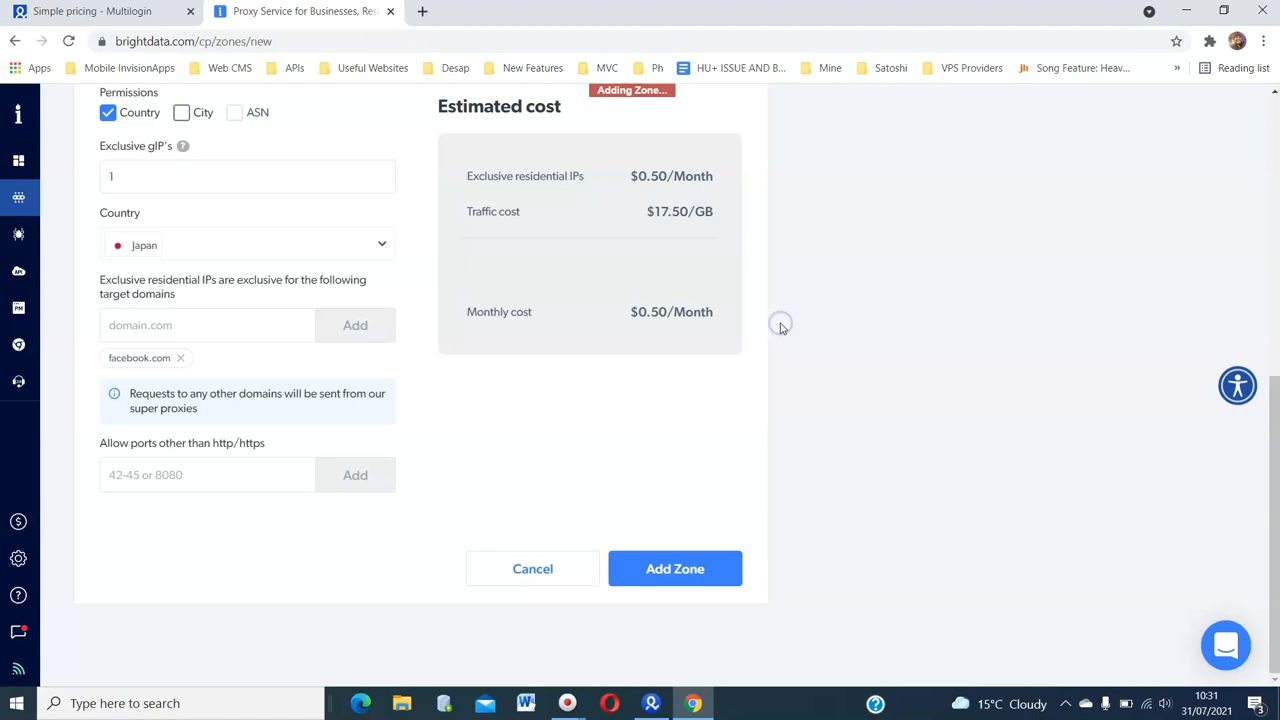 Simple pricing - Multilogin
Proxy Service for Businesses, Res
brightdata.com/cp/zones/new
Apps
Mobile InvisionApps
Web CMS
APIs
Useful Websites
Desap
New Features
MVC
Ph
HU+ ISSUE AND B...
Mine
Satoshi
VPS Providers
jh Song Feature: Heav...
»
Reading list
Permissions
Country City ASN
Exclusive gIP's ?
1
Country
Japan
Exclusive residential IPs are exclusive for the following
target domains
domain.com Add
facebook.com
Requests to any other domains will be sent from our
super proxies
Allow ports other than http/https
42-45 or 8080 Add
Adding Zone...
Estimated cost
Exclusive residential IPs $0.50/Month
Traffic cost $17.50/GB
Monthly cost $0.50/Month
Cancel Add Zone
API
PM
Type here to search
15°C Cloudy
10:31
31/07/2021
3